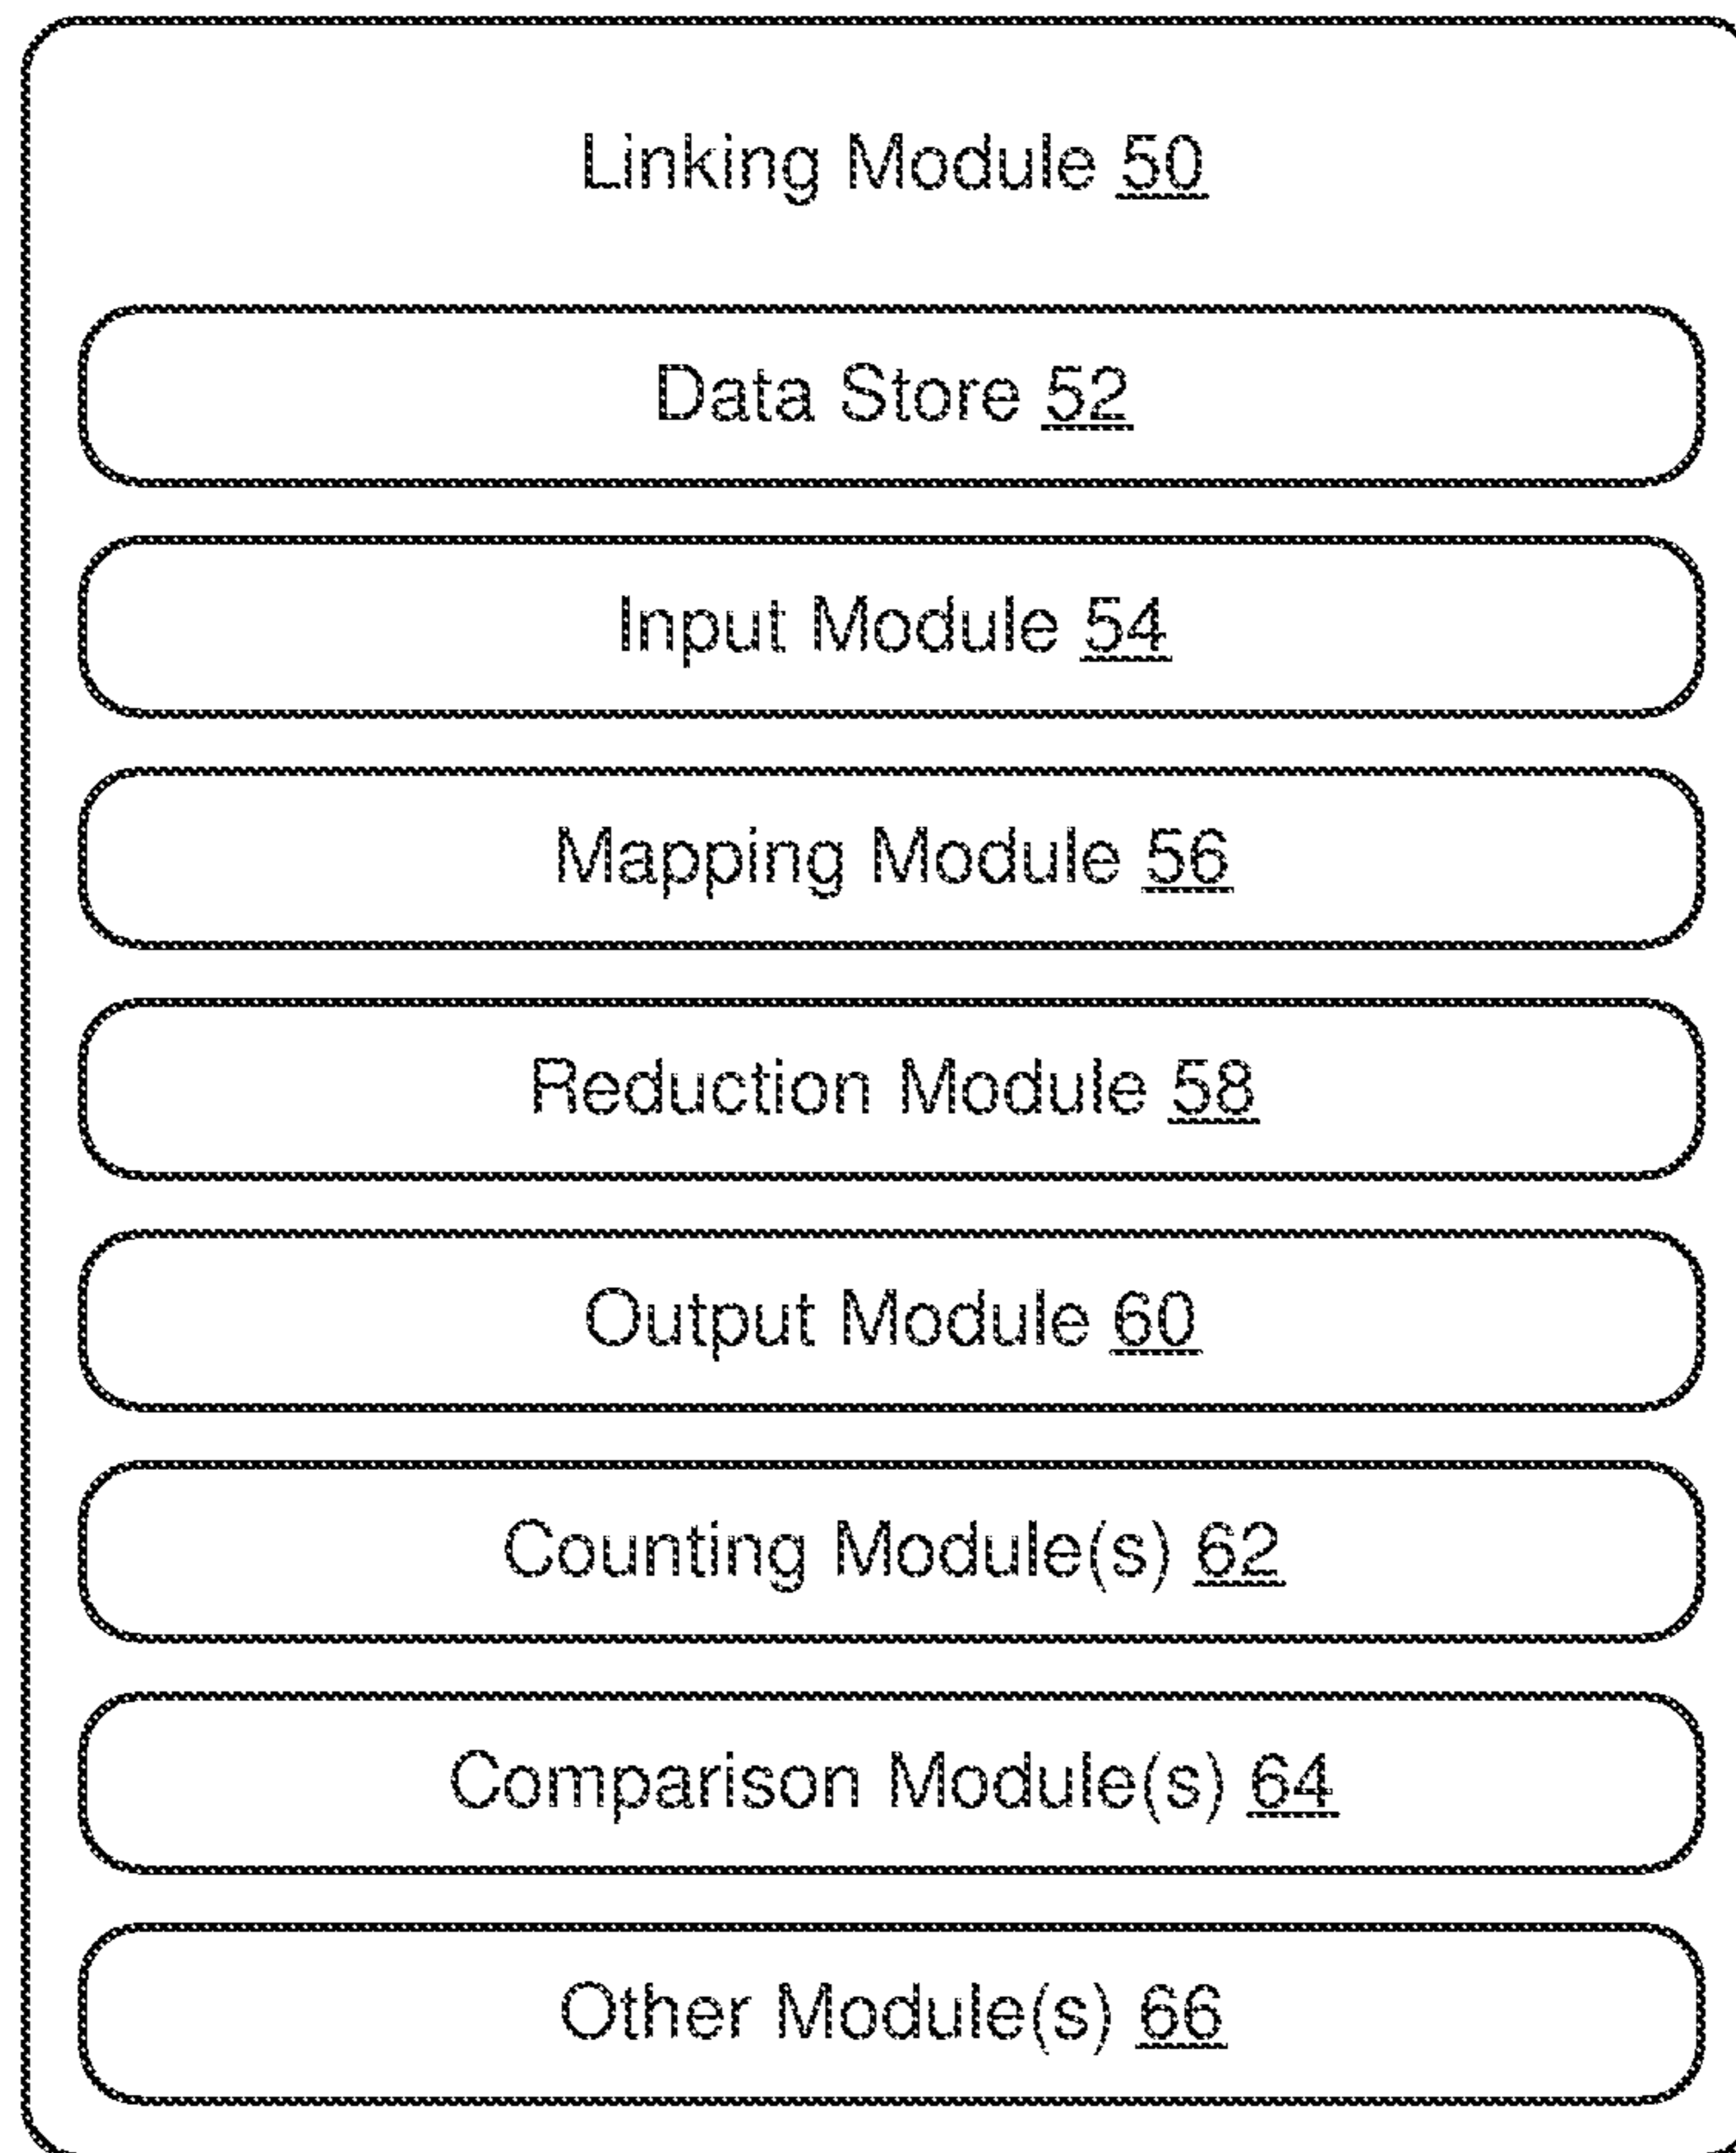 Linking Module 50
Data Store 52
Input Module 54
Mapping Module 56
Reduction Module 58
Output Module 60
Counting Module(s) 62
Comparison Module(s) 64
Other Module(s) 66